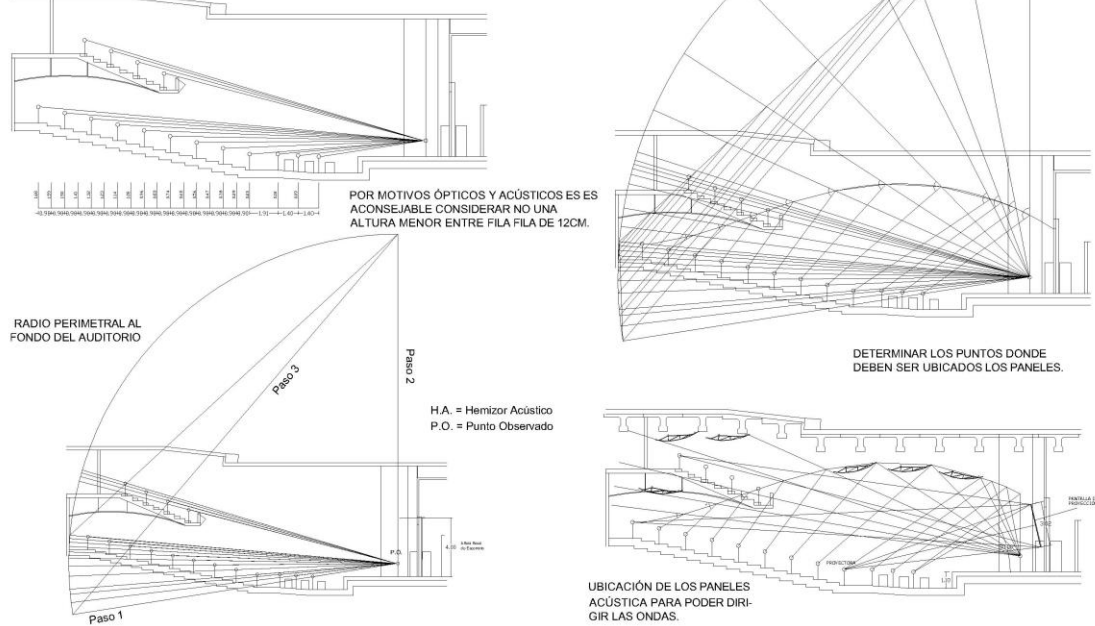 POR MOTIVOS ÓPTICOS Y ACÚSTICOS ES ES
ACONSEJABLE CONSIDERAR NO UNA
ALTURA MENOR ENTRE FILA FILA DE 12CM.
RADIO PERIMETRAL AL
FONDO DEL AUDITORIO
Paso 3
Paso 2
H.A. = Hemizor Acústico
P.O. = Punto Observado
P.O.
Paso 1
DETERMINAR LOS PUNTOS DONDE
DEBEN SER UBICADOS LOS PANELES.
PROYECTORA
UBICACIÓN DE LOS PANELES
ACÚSTICA PARA PODER DIRI-
GIR LAS ONDAS.